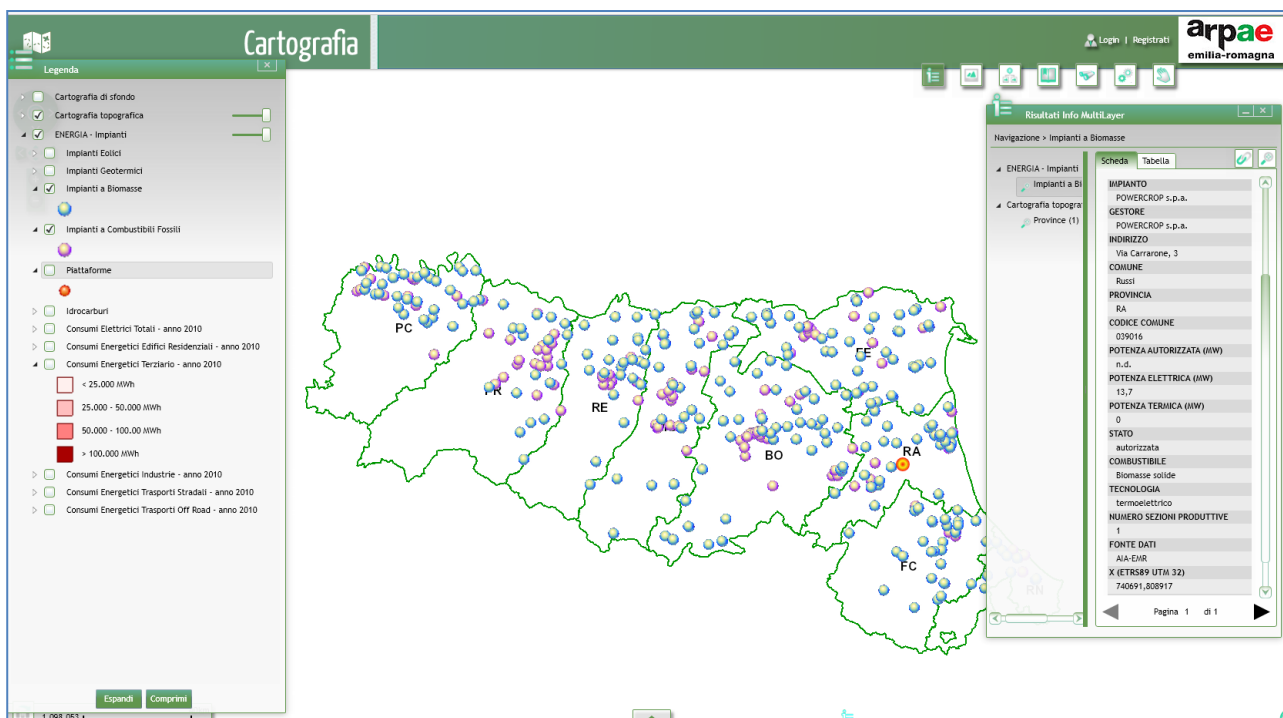 Cartografia
Login | Registrati
arpae
emilia-romagna
Legenda
Cartografia di sfondo
Cartografia topografica
ENERGIA - Impianti
Impianti Eolici
Impianti Geotermici
Impianti a Biomasse
Impianti a Combustibili Fossili
Piattaforme
Idrocarburi
Consumi Elettrici Totali - anno 2010
Consumi Energetici Edifici Residenziali - anno 2010
Consumi Energetici Terziario - anno 2010
< 25.000 MWh
25.000 - 50.000 MWh
50.000 - 100.00 MWh
> 100.000 MWh
Consumi Energetici Industrie - anno 2010
Consumi Energetici Trasporti Stradali - anno 2010
Consumi Energetici Trasporti Off Road - anno 2010
Espandi Comprimi
PC
PR
RE
BO
FE
RA
FC
RN
Risultati Info MultiLayer
Navigazione > Impianti a Biomasse
ENERGIA - Impianti
Impianti a Bi
Cartografia topogra
Province (1)
Scheda Tabella
IMPIANTO
POWERCROP s.p.a.
GESTORE
POWERCROP s.p.a.
INDIRIZZO
Via Carrarone, 3
COMUNE
Russi
PROVINCIA
RA
CODICE COMUNE
039016
POTENZA AUTORIZZATA (MW)
n.d.
POTENZA ELETTRICA (MW)
13,7
POTENZA TERMICA (MW)
0
STATO
autorizzata
COMBUSTIBILE
Biomasse solide
TECNOLOGIA
termoelettrico
NUMERO SEZIONI PRODUTTIVE
1
FONTE DATI
AIA-EMR
X (ETRS89 UTM 32)
740691,808917
Pagina 1 di 1